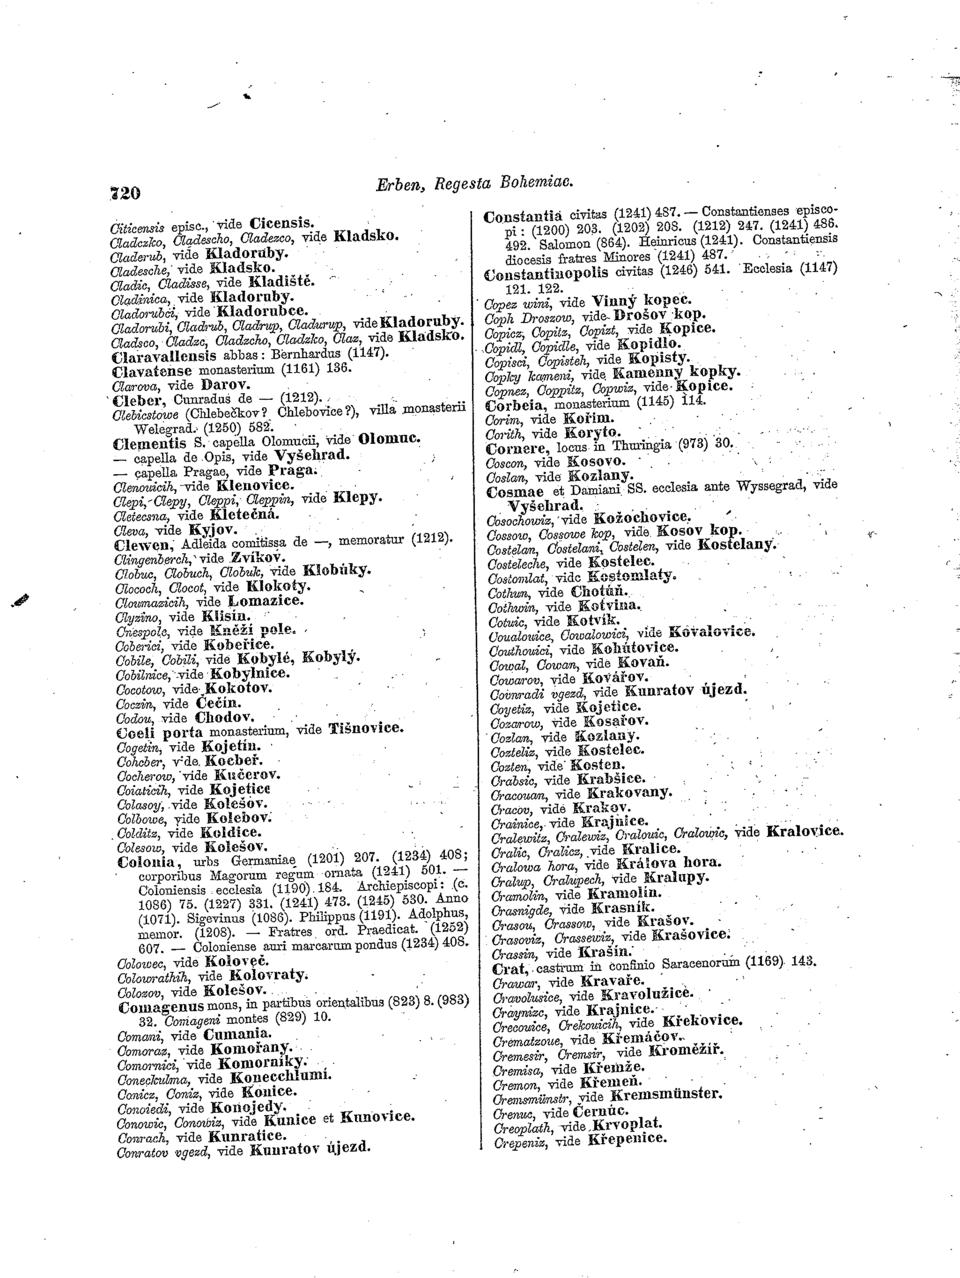 720
Erben, Regesta Bohemiae.
Citicensis episc., vide Cicensis.
Cladczko, Cladescho, Cladezco, vide Kladsko.
Claderub, vide Kladoruby.
Cladesche, vide Kladsko.
Cladic, Cladisse, vide Kladiště.
Cladinica, vide Kladoruby.
Cladorubci, vide Kladorubce.
Cladorubi, Cladrub, Cladrup, Cladurup, vide Kladoruby.
Cladsco, Cladzc, Cladzcho, Cladzko, Claz, vide Kladsko.
Claravallensis abbas: Bernhardus (1147).
Clavatense monasterium (1161) 136.
Clarova, vide Darov.
Cleber, Cunradus de — (1212).
Clebicstowe (Chlebečkov? Chlebovice?), villa monasterii
Welegrad. (1250) 582.
Clementis S. capella Olomucii, vide Olomuc.
— capella de Opis, vide Vyšehrad.
— capella Pragae, vide Praga.
Clenouicih, vide Klenovice.
Clepi, Clepy, Cleppi, Cleppin, vide Klepy.
Cletecsna, vide Kletečná.
Cleva, vide Kyjov.
Clewen, Adleida comitissa de —, memoratur (1212).
Clingenberch, vide Zvíkov.
Clobuc, Clobuch, Clobuk, vide Klobúky.
Clococh, Clocot, vide Klokoty.
Cloumazicih, vide Lomazice.
Clyzino, vide Klisín.
Cnespole, vide Kněží pole.
Coberici, vide Kobeřice.
Cobile, Cobili, vide Kobylé, Kobylý.
Cobilnice, vide Kobylnice.
Cocotow, vide Kokotov.
Coczin, vide Čečín.
Codou, vide Chodov.
Coeli porta monasterium, vide Tišnovice.
Cogetin, vide Kojetín.
Cohcber, v'de Kocbeř.
Cocherow, vide Kučerov.
Coiaticih, vide Kojetice
Colasoy, vide Kolešov.
Colbowe, vide Kolebov.
Colditz, vide Koldice.
Colesow, vide Kolešov.
Colonia, urbs Germaniae (1201) 207. (1234) 408;
corporibus Magorum regum ornata (1241) 501. —
Coloniensis ecclesia (1190) 184. Archiepiscopi: (c.
1086) 75. (1227) 331. (1241) 473. (1245) 530. Anno
(1071). Sigevinus (1086). Philippus (1191). Adolphus,
memor. (1208). — Fratres ord. Praedicat. (1252)
607. — Coloniense auri marcarum pondus (1234) 408.
Colowec, vide Koloveč.
Colowrathih, vide Kolovraty.
Colozov, vide Kolešov.
Comagenus mons, in partibus orientalibus (823) 8. (983)
32. Comageni montes (829) 10.
Comani, vide Cumania.
Comoraz, vide Komořany.
Comornici, vide Komorníky.
Coneckulma, vide Konecchlumí.
Conicz, Coniz, vide Konice.
Conoiedi, vide Konojedy.
Conowic, Conowiz, vide Kunice et Kunovice.
Conrach, vide Kunratice.
Conratov vgezd, vide Kunratov újezd.
Constantia civitas (1241) 487. — Constantienses episco-
pi: (1200) 203. (1202) 208. (1212) 247. (1241) 486.
492. Salomon (864). Heinricus (1241). Constantiensis
diocesis fratres Minores (1241) 487.
Constantinopolis civitas (1246) 541. Ecclesia (1147)
121. 122.
Copez wini, vide Vinný kopec.
Coph Droszow, vide Drošov kop.
Copicz, Copitz, Copizt, vide Kopice.
Copidl, Copidle, vide Kopidlo.
Copisci, Copisteh, vide Kopisty.
Copky kameni, vide Kamenny kopky.
Copnez, Coppitz, Copwiz, vide Kopice.
Corbeia, monasterium (1145) 114.
Corim, vide Kořim.
Corith, vide Koryto.
Cornere, locus in Thuringia (973) 30.
Coscon, vide Kosovo.
Coslan, vide Kozlany.
Cosmae et Damiani SS. ecclesia ante Wyssegrad, vide
Vyšehrad.
Cosochowiz, vide Kožochovice.
Cossow, Cossowe kop, vide Kosov kop.
Costelan, Costelani, Costelen, vide Kostelany.
Costeleche, vide Kostelec.
Costomlat, vide Kostomlaty.
Cothun, vide Chotúň.
Cothwin, vide Kotvina.
Cotuic, vide Kotvík.
Coualouice, Cowalowici, vide Kovalovice.
Couthouici, vide Kohútovice.
Cowal, Cowan, vide Kovaň.
Cowarov, vide Kovářov.
Covnradi vgezd, vide Kunratov újezd.
Coyetiz, vide Kojetice.
Cozarow, vide Kosařov.
Cozlan, vide Kozlany.
Cozteliz, vide Kostelec.
Cozten, vide Kosten.
Crabsic, vide Krabšice.
Cracouan, vide Krakovany.
Cracov, vide Krakov.
Crainice, vide Krajnice.
Cralewitz, Cralewiz, Cralouic, Cralowic, vide Kralovice.
Cralic, Cralicz, vide Kralice.
Cralowa hora, vide Králova hora.
Cralup, Cralupech, vide Kralupy.
Cramolin, vide Kramolín.
Crasnigde, vide Krasník.
Crasou, Crassow, vide Krašov.
Crasoviz, Crassewiz, vide Krašovice.
Crassin, vide Krašín.
Crat, castrum in confinio Saracenorum (1169) 143.
Crawar, vide Kravaře.
Cravolusice, vide Kravolužice.
Craynizc, vide Krajnice.
Crecouice, Crekouicih, vide Křekovice.
Crematzoue, vide Křemáčov.
Cremesir, Cremsir, vide Kroměžíř.
Cremisa, vide Křemže.
Cremon, vide Křemeň.
Cremsmünstr, vide Kremsmünster.
Crenuc, vide Černúc.
Creoplath, vide Krvoplat.
Crepeniz, vide Křepenice.